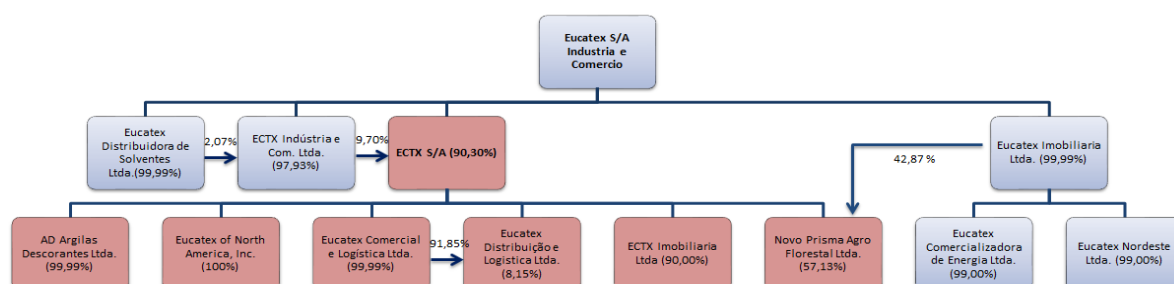 Eucatex S/A
Industria e
Comercio
Eucatex
Distribuidora de
Solventes
Ltda.(99,99%)
2,07%
ECTX Indústria e
Com. Ltda.
(97,93%)
9,70%
ECTX S/A (90,30%)
42,87 %
Eucatex Imobiliaria
Ltda. (99,99%)
AD Argilas
Descorantes Ltda.
(99,99%)
Eucatex of North
America, Inc.
(100%)
Eucatex Comercial
e Logística Ltda.
(99,99%)
91,85%
Eucatex
Distribuição e
Logistica Ltda.
(8,15%)
ECTX Imobiliaria
Ltda (90,00%)
Novo Prisma Agro
Florestal Ltda.
(57,13%)
Eucatex
Comercializadora
de Energia Ltda.
(99,00%)
Eucatex Nordeste
Ltda. (99,00%)